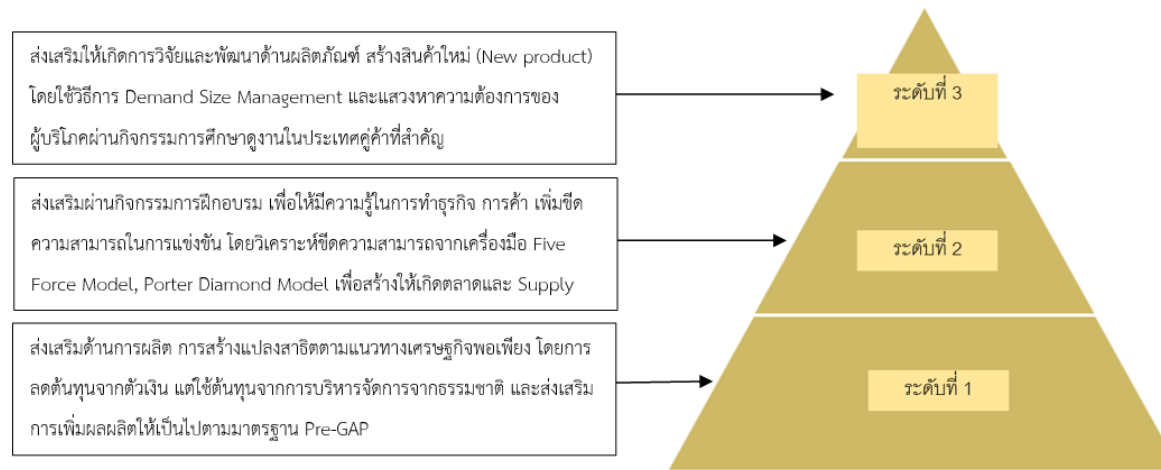 ส่งเสริมให้เกิดการวิจัยและพัฒนาด้านผลิตภัณฑ์ สร้างสินค้าใหม่ (New product)
โดยใช้วิธีการ Demand Size Management และแสวงหาความต้องการของ
ผู้บริโภคผ่านกิจกรรมการศึกษาดูงานในประเทศคู่ค้าที่สำคัญ
ระดับที่ 3
ส่งเสริมผ่านกิจกรรมการฝึกอบรม เพื่อให้มีความรู้ในการทำธุรกิจ การค้า เพิ่มขีด
ความสามารถในการแข่งขัน โดยวิเคราะห์ขีดความสามารถจากเครื่องมือ Five
Force Model, Porter Diamond Model เพื่อสร้างให้เกิดตลาดและ Supply
ระดับที่ 2
ส่งเสริมด้านการผลิต การสร้างแปลงสาธิตตามแนวทางเศรษฐกิจพอเพียง โดยการ
ลดต้นทุนจากตัวเงิน แต่ใช้ต้นทุนจากการบริหารจัดการจากธรรมชาติ และส่งเสริม
การเพิ่มผลผลิตให้เป็นไปตามมาตรฐาน Pre-GAP
ระดับที่ 1